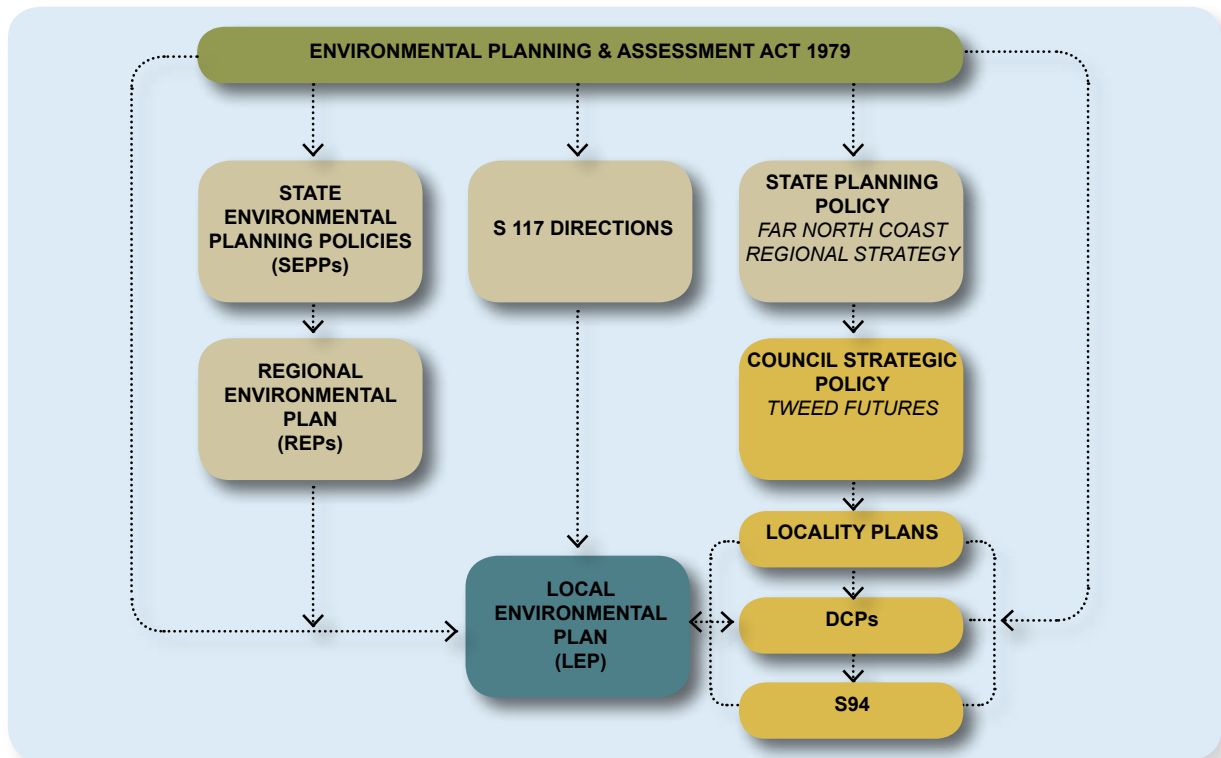 ENVIRONMENTAL PLANNING & ASSESSMENT ACT 1979
STATE
ENVIRONMENTAL
PLANNING POLICIES
(SEPPs)
S 117 DIRECTIONS
STATE PLANNING
POLICY
FAR NORTH COAST
REGIONAL STRATEGY
REGIONAL
ENVIRONMENTAL
PLAN
(REPs)
COUNCIL STRATEGIC
POLICY
TWEED FUTURES
LOCAL
ENVIRONMENTAL
PLAN
(LEP)
LOCALITY PLANS
DCPs
S94